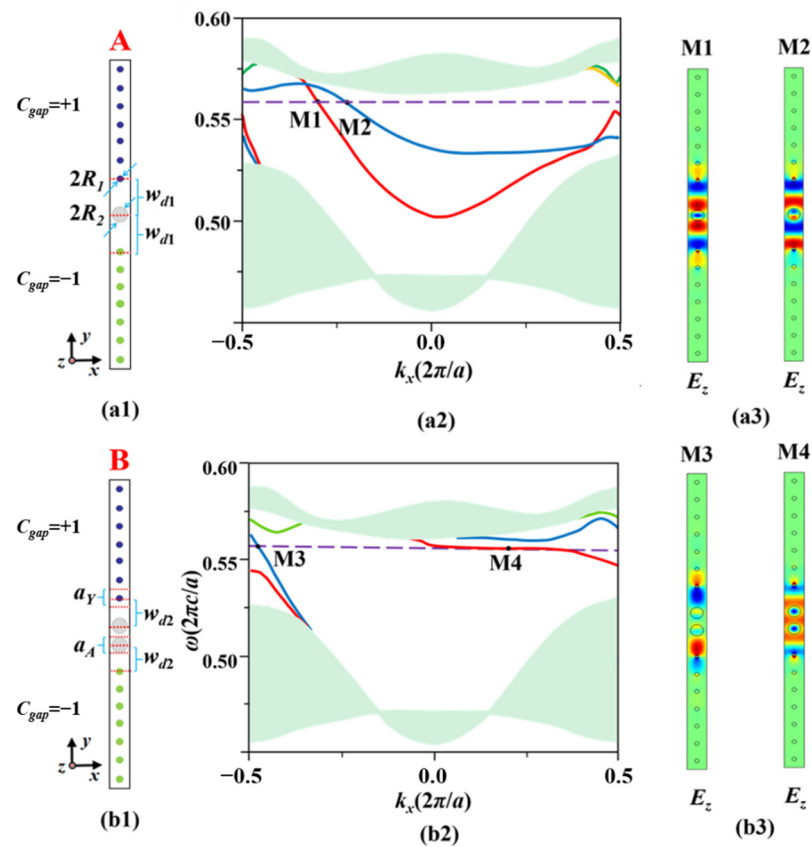 A
C_gap=+1
2R_1
w_d1
2R_2
w_d1
C_gap=−1
y
z
x
(a1)
0.60
0.55
0.50
M1
M2
−0.5
0.0
0.5
k_x(2π/a)
(a2)
M1
M2
E_z
E_z
(a3)
B
C_gap=+1
a_Y
w_d2
a_A
w_d2
C_gap=−1
y
z
x
(b1)
ω(2πc/a)
0.60
0.55
0.50
M3
M4
−0.5
0.0
0.5
k_x(2π/a)
(b2)
M3
M4
E_z
E_z
(b3)